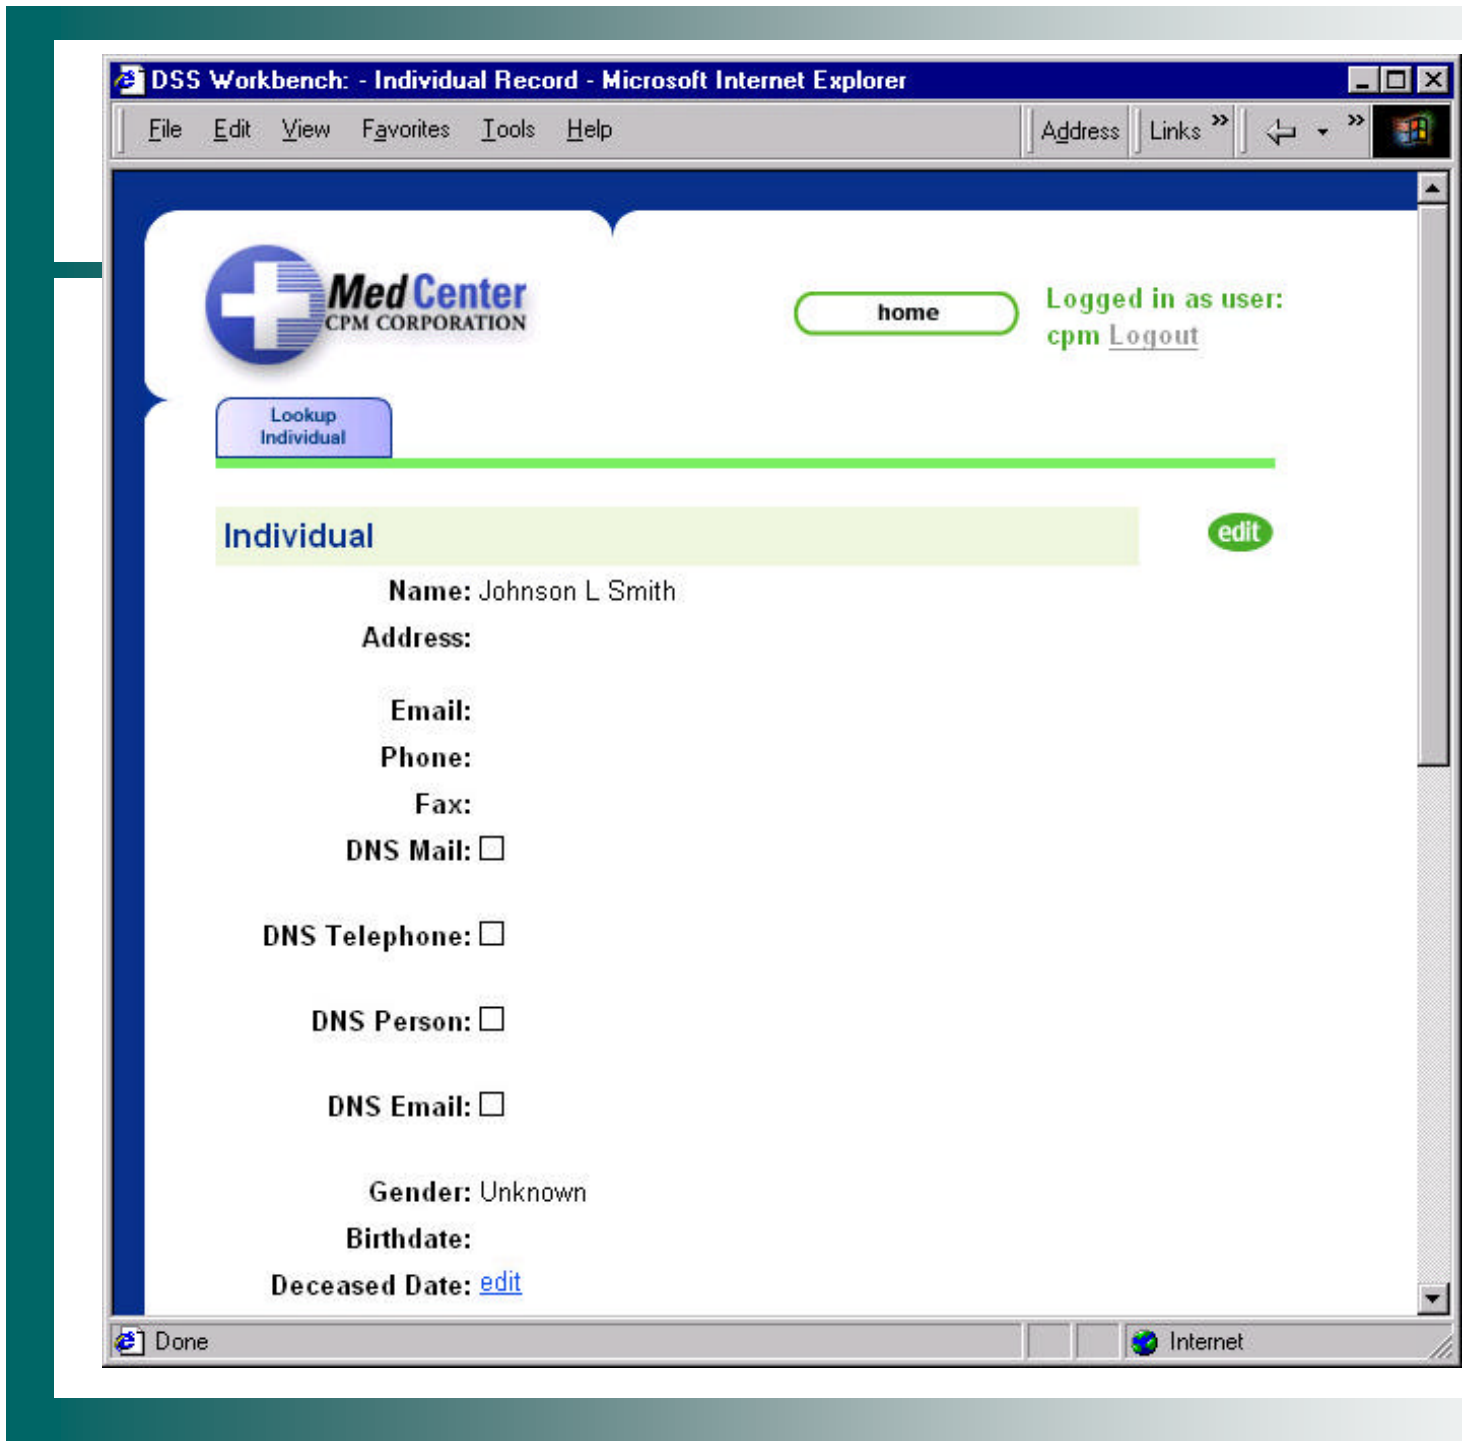 DSS Workbench: - Individual Record - Microsoft Internet Explorer
File Edit View Favorites Tools Help Address Links »  »
Med Center
CPM CORPORATION
home
Logged in as user:
cpm Logout
Lookup
Individual
Individual
edit
Name: Johnson L Smith
Address:
Email:
Phone:
Fax:
DNS Mail:
DNS Telephone:
DNS Person:
DNS Email:
Gender: Unknown
Birthdate:
Deceased Date: edit
Done Internet